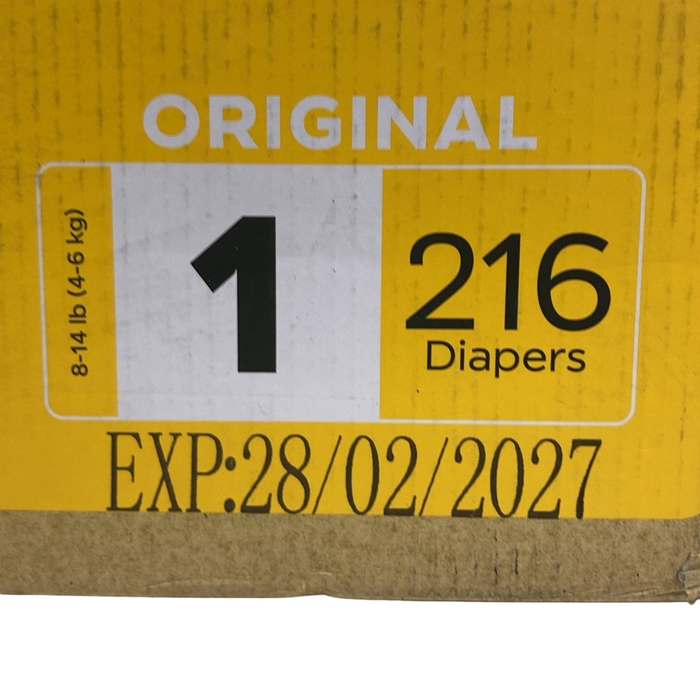 ORIGINAL
8-14 lb (4-6 kg)
1
216
Diapers
EXP:28/02/2027